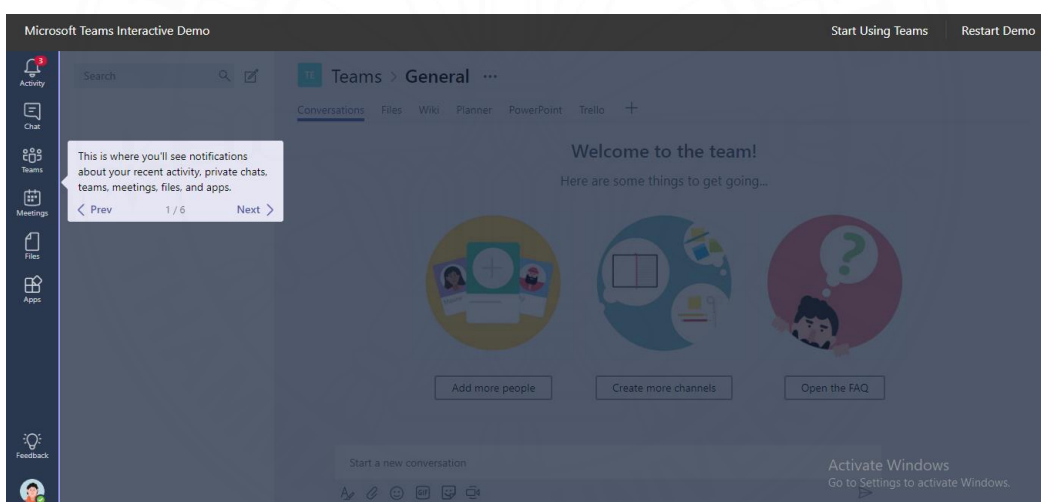 Microsoft Teams Interactive Demo
Start Using Teams
Restart Demo
3
Activity
Chat
Teams
Meetings
Files
Apps
Feedback
Search
TE
Teams > General ...
Conversations Files Wiki Planner PowerPoint Trello +
This is where you'll see notifications
about your recent activity, private chats,
teams, meetings, files, and apps.
< Prev 1 / 6 Next >
Welcome to the team!
Here are some things to get going...
Add more people
Create more channels
Open the FAQ
Start a new conversation
GIF
Activate Windows
Go to Settings to activate Windows.